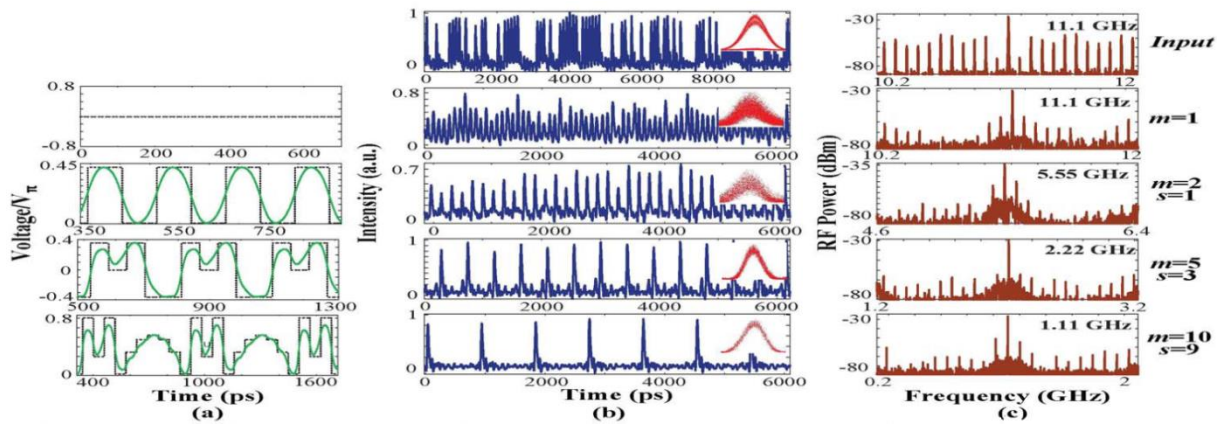 -30
-80
10.2
12
11.1 GHz
Input
1
0
0 2000 4000 6000 8000
0.8
-0.8
0 200 400 600
0.8
0
0 2000 4000 6000
-30
-80
10.2
12
11.1 GHz
m=1
0.45
0
350 450 550 650 750
0.7
0
0 2000 4000 6000
-35
-80
4.6
6.4
5.55 GHz
m=2
s=1
0.4
0
-0.4
500 900 1300
1
0
0 2000 4000 6000
-30
-80
1.2
3.2
2.22 GHz
m=5
s=3
0.8
0
400 1000 1600
1
0
0 2000 4000 6000
-30
-80
0.2
2
1.11 GHz
m=10
s=9
Voltage/Vπ
Intensity (a.u.)
RF Power (dBm)
Time (ps)
Time (ps)
Frequency (GHz)
(a)
(b)
(c)